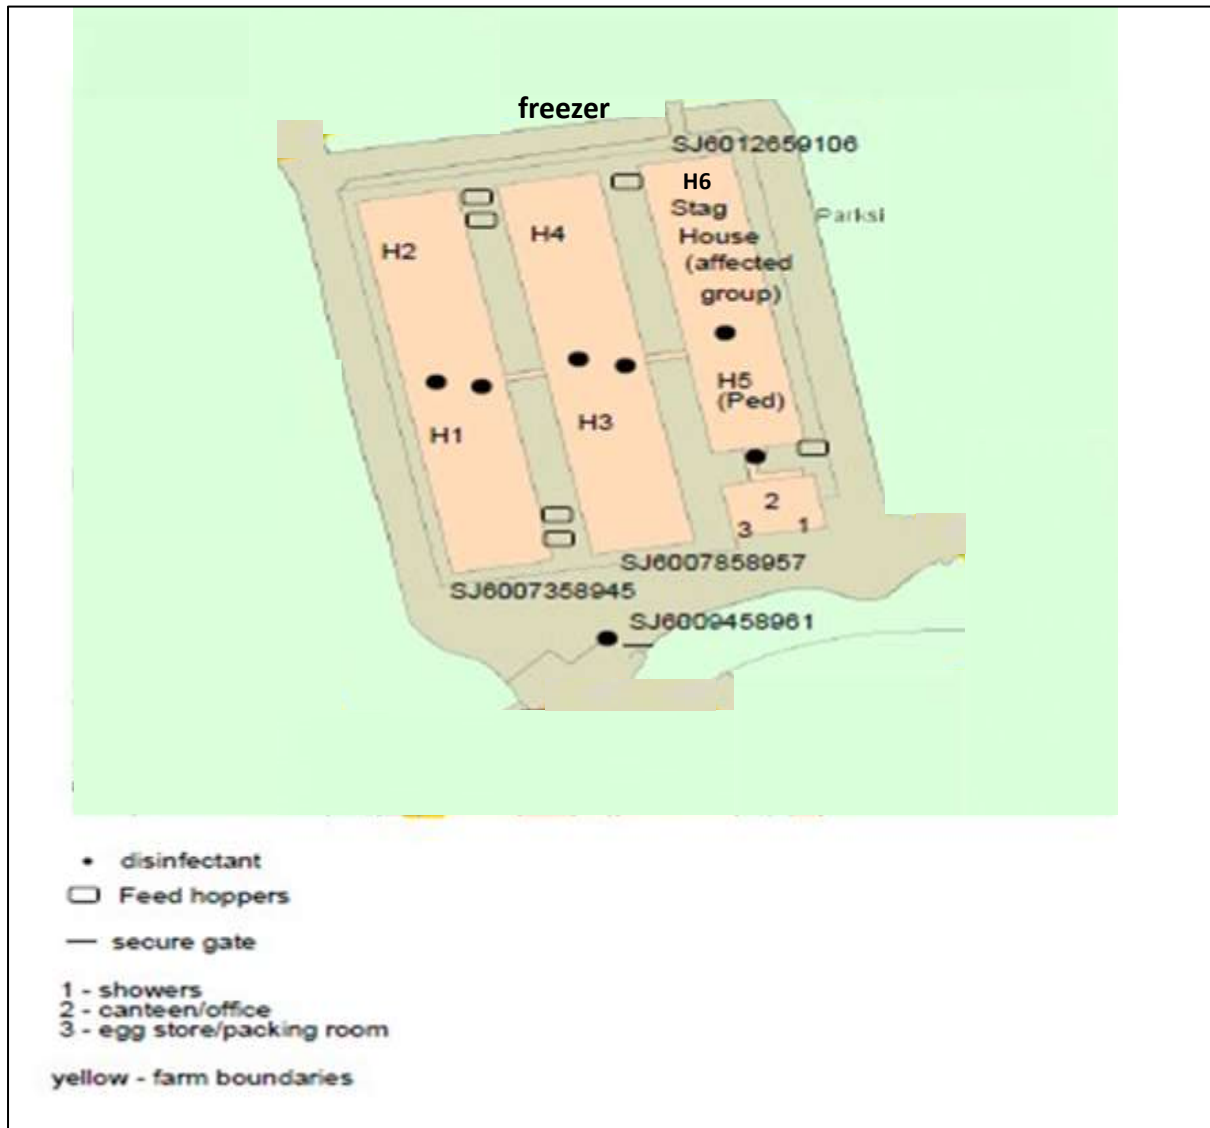 freezer
SJ6012659106
H6
Stag
House
(affected
group)
Parksi
H2
H4
H5
(Ped)
H1
H3
2
3
1
SJ6007858957
SJ6007358945
SJ6009458961
disinfectant
Feed hoppers
secure gate
1 - showers
2 - canteen/office
3 - egg store/packing room
yellow - farm boundaries